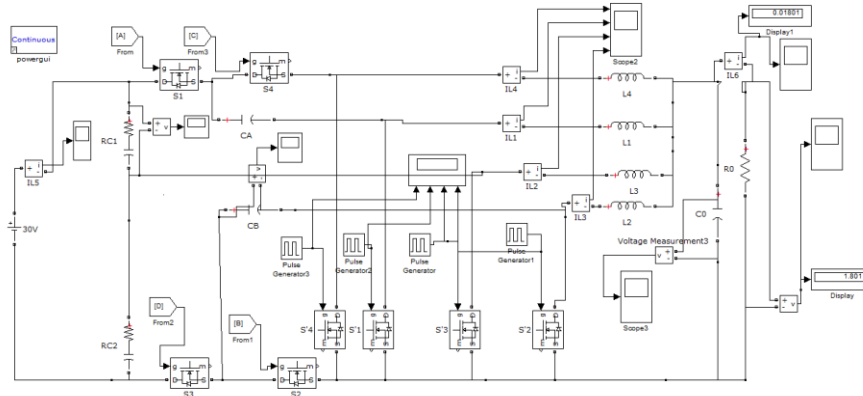 Continuous
powergui
[A]
From
[C]
From3
g m
D S
S1
g m
D S
S4
0.01801
Display1
Scope2
i
IL4
L4
i
IL6
RC1
v
CA
i
IL1
L1
i
IL5
i
IL2
L3
R0
CB
i
IL3
L2
C0
30V
Pulse
Generator3
Pulse
Generator2
Pulse
Generator
Pulse
Generator1
Voltage Measurement3
v
Scope3
1.801
Display
v
[D]
From2
[B]
From1
S'4
S'1
S'3
S'2
RC2
g m
D S
S3
g m
D S
S2